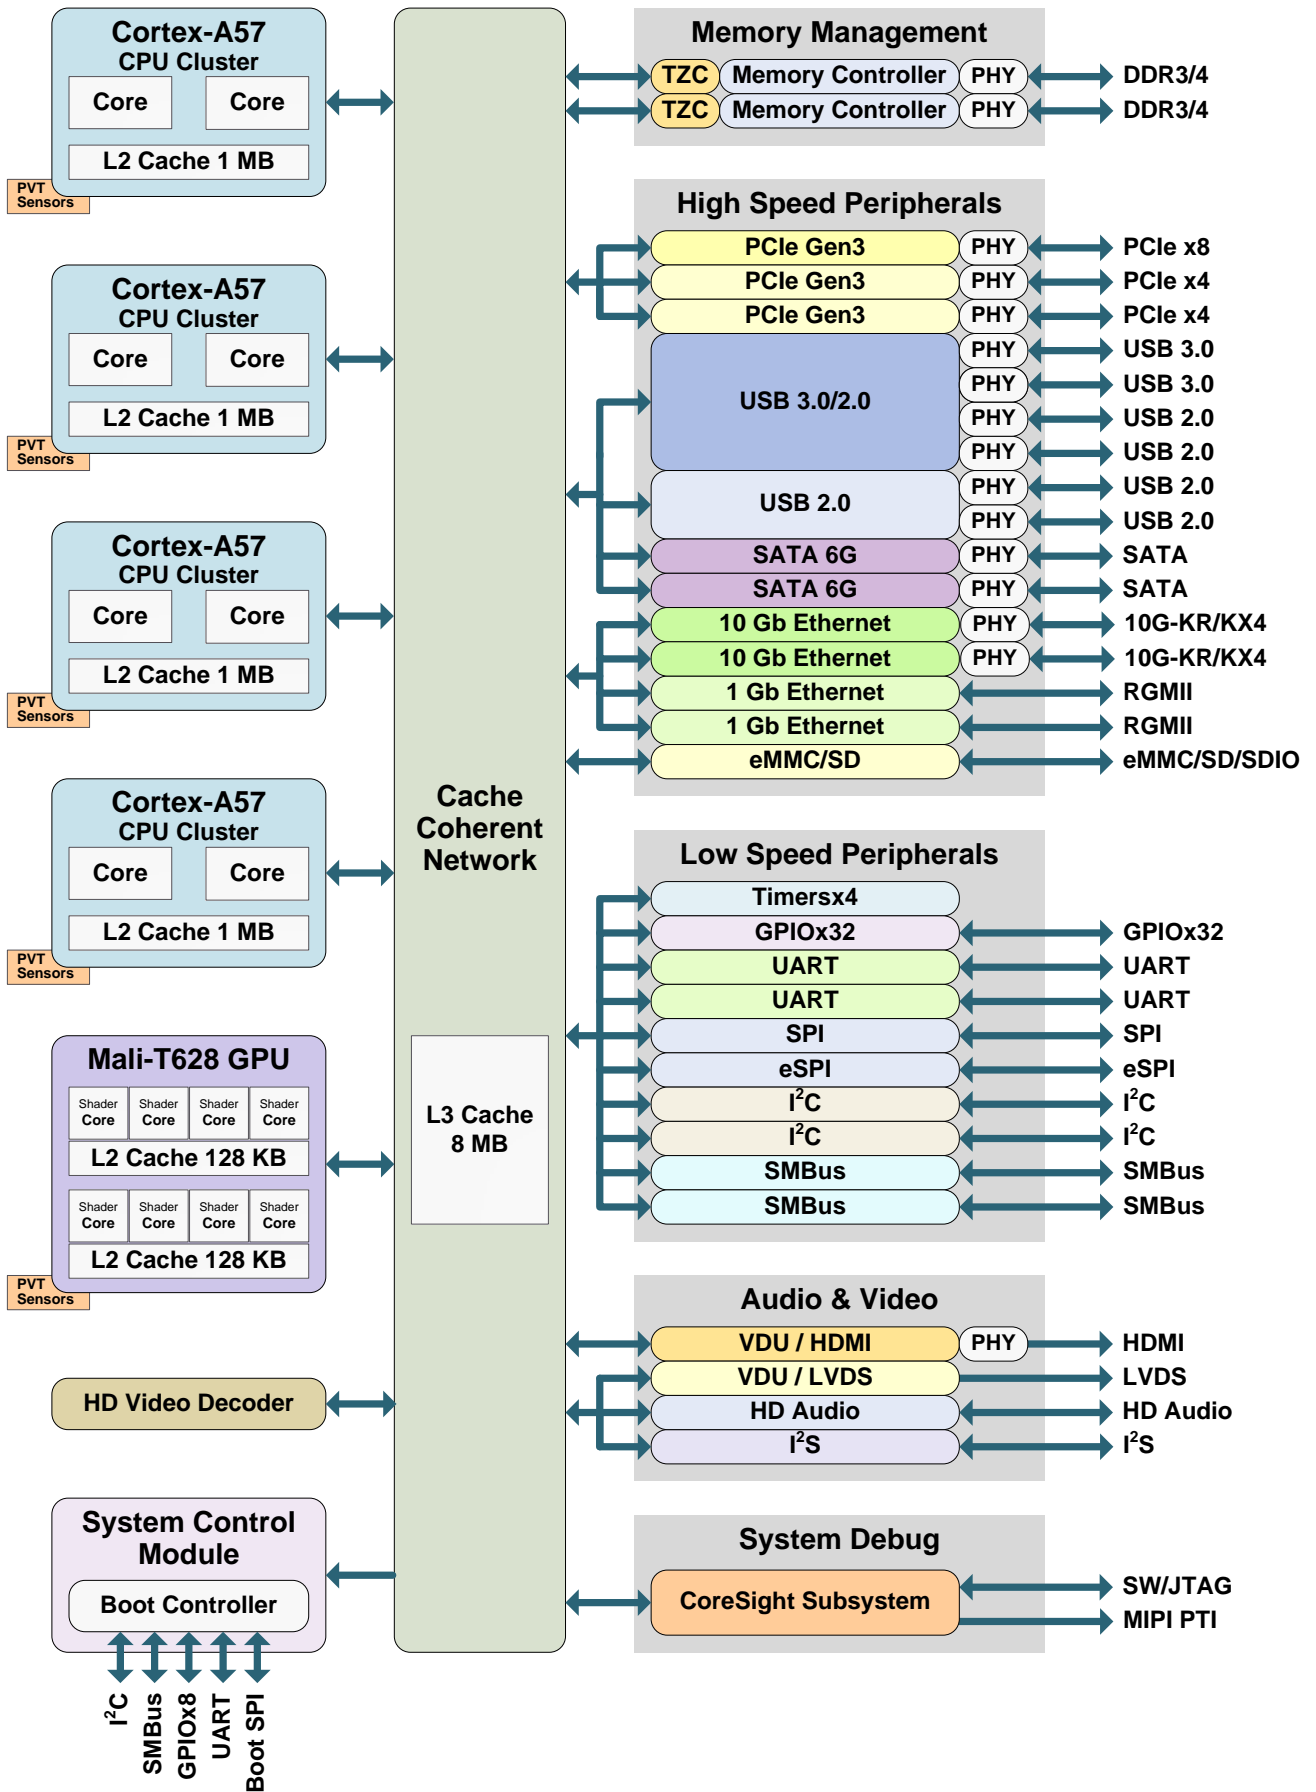 Cortex-A57
CPU Cluster
Core Core
L2 Cache 1 MB
PVT
Sensors
Cortex-A57
CPU Cluster
Core Core
L2 Cache 1 MB
PVT
Sensors
Cortex-A57
CPU Cluster
Core Core
L2 Cache 1 MB
PVT
Sensors
Cortex-A57
CPU Cluster
Core Core
L2 Cache 1 MB
PVT
Sensors
Mali-T628 GPU
Shader Shader Shader Shader
Core Core Core Core
L2 Cache 128 KB
Shader Shader Shader Shader
Core Core Core Core
L2 Cache 128 KB
PVT
Sensors
HD Video Decoder
System Control
Module
Boot Controller
I²C
SMBus
GPIOx8
UART
Boot SPI
Cache
Coherent
Network
L3 Cache
8 MB
Memory Management
TZC Memory Controller PHY DDR3/4
TZC Memory Controller PHY DDR3/4
High Speed Peripherals
PCIe Gen3 PHY PCIe x8
PCIe Gen3 PHY PCIe x4
PCIe Gen3 PHY PCIe x4
USB 3.0/2.0
PHY USB 3.0
PHY USB 3.0
PHY USB 2.0
PHY USB 2.0
USB 2.0
PHY USB 2.0
PHY USB 2.0
SATA 6G PHY SATA
SATA 6G PHY SATA
10 Gb Ethernet PHY 10G-KR/KX4
10 Gb Ethernet PHY 10G-KR/KX4
1 Gb Ethernet RGMII
1 Gb Ethernet RGMII
eMMC/SD eMMC/SD/SDIO
Low Speed Peripherals
Timersx4
GPIOx32 GPIOx32
UART UART
UART UART
SPI SPI
eSPI eSPI
I²C I²C
I²C I²C
SMBus SMBus
SMBus SMBus
Audio & Video
VDU / HDMI PHY HDMI
VDU / LVDS LVDS
HD Audio HD Audio
I²S I²S
System Debug
CoreSight Subsystem
SW/JTAG
MIPI PTI